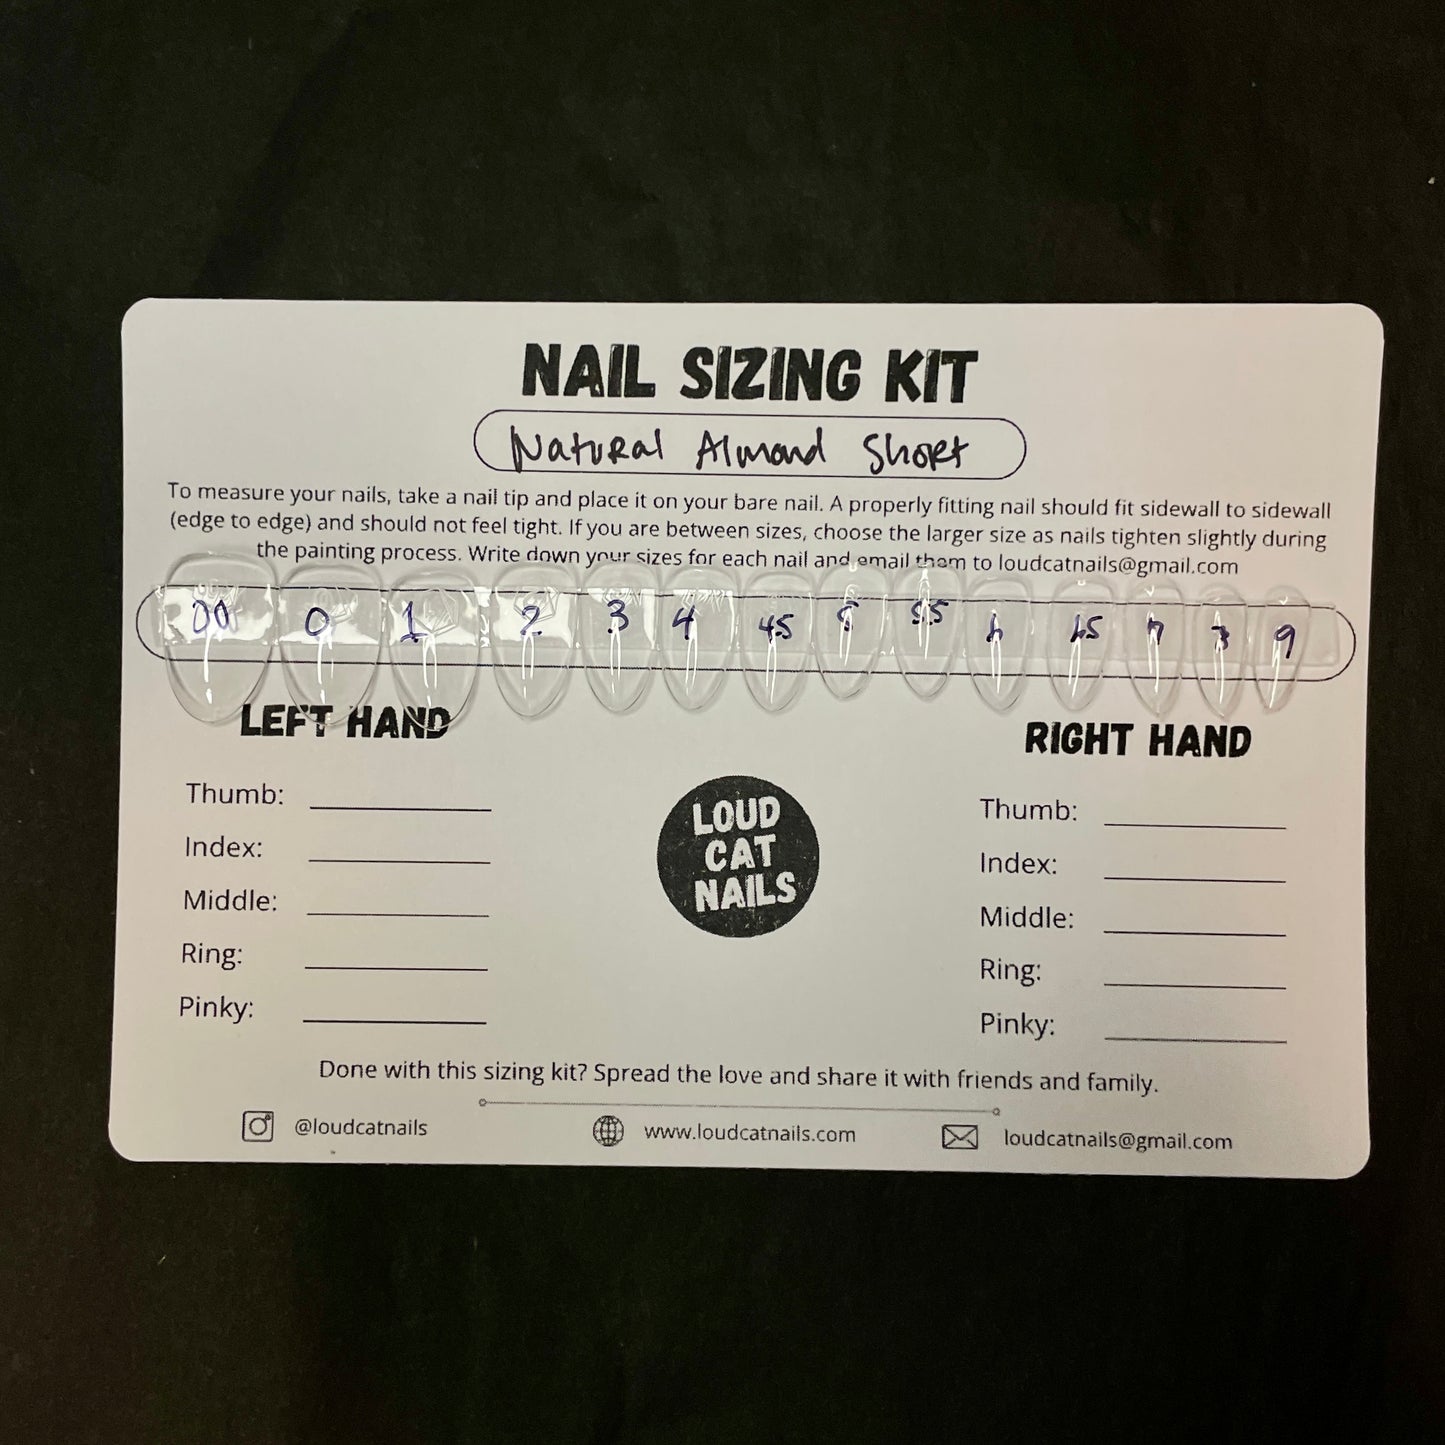 NAIL SIZING KIT
Natural Almond Short
To measure your nails, take a nail tip and place it on your bare nail. A properly fitting nail should fit sidewall to sidewall
(edge to edge) and should not feel tight. If you are between sizes, choose the larger size as nails tighten slightly during
the painting process. Write down your sizes for each nail and email them to loudcatnails@gmail.com
00 0 1 2 3 4 4.5 5 5.5 6 6.5 7 8 9
LEFT HAND
Thumb:
Index:
Middle:
Ring:
Pinky:
LOUD
CAT
NAILS
RIGHT HAND
Thumb:
Index:
Middle:
Ring:
Pinky:
Done with this sizing kit? Spread the love and share it with friends and family.
@loudcatnails www.loudcatnails.com loudcatnails@gmail.com